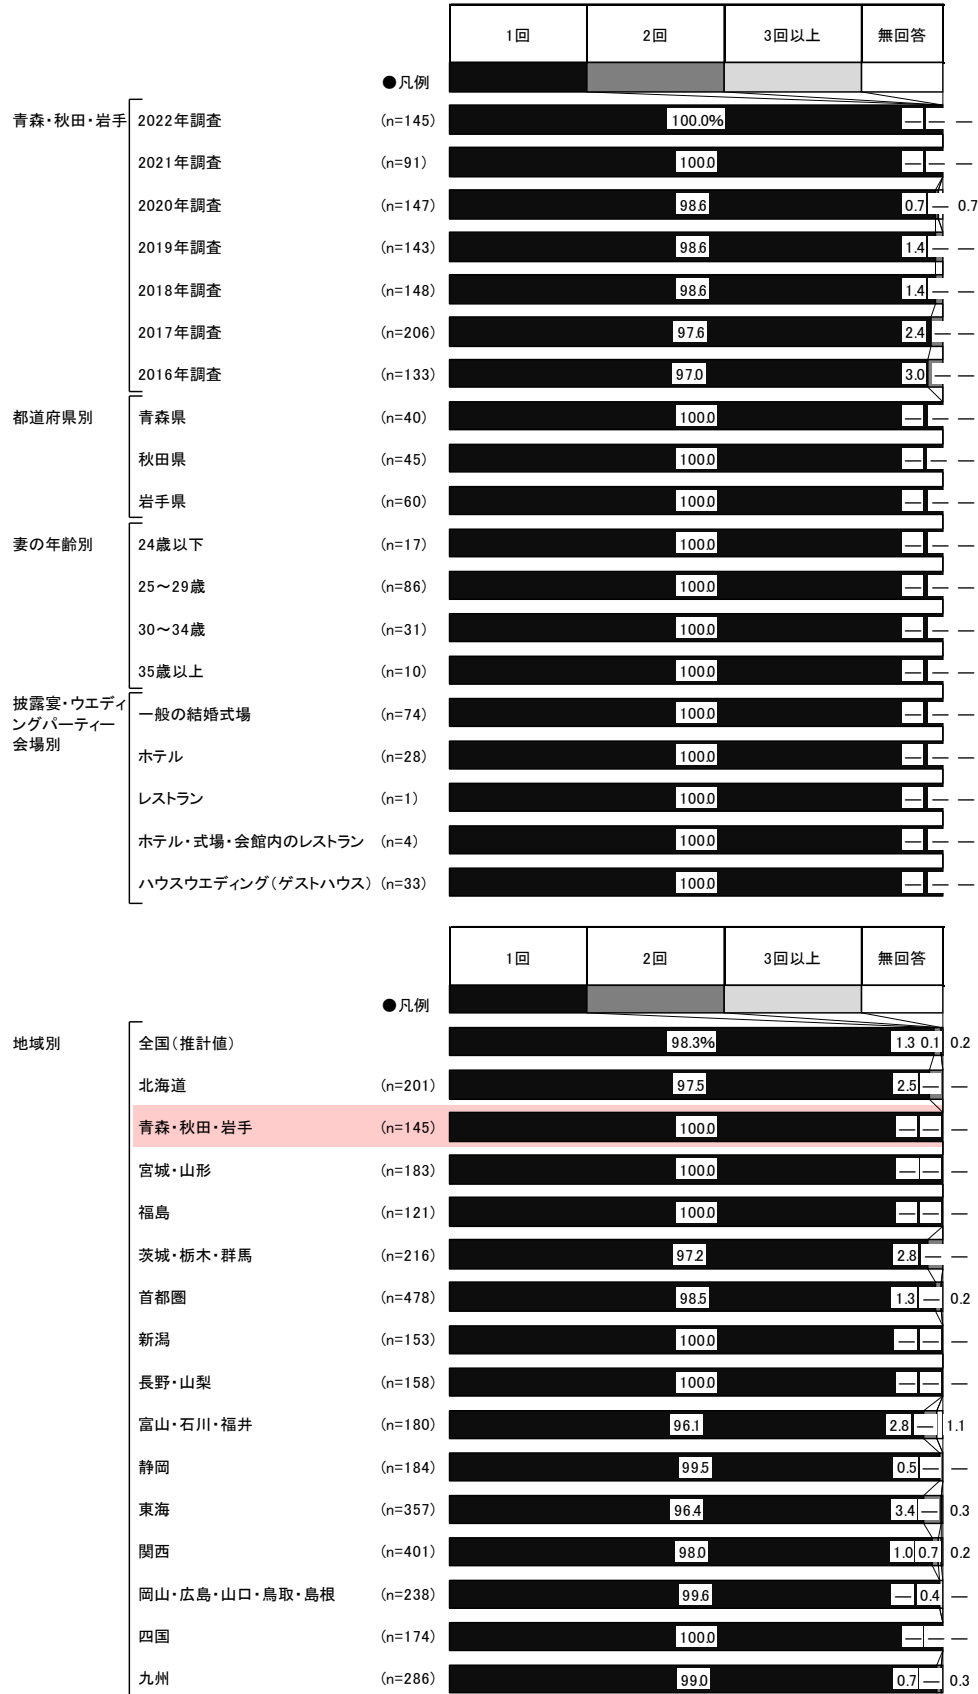 1回 2回 3回以上 無回答
●凡例
青森・秋田・岩手 2022年調査 (n=145) 100.0% — — —
2021年調査 (n=91) 100.0 — — —
2020年調査 (n=147) 98.6 0.7 — 0.7
2019年調査 (n=143) 98.6 1.4 — —
2018年調査 (n=148) 98.6 1.4 — —
2017年調査 (n=206) 97.6 2.4 — —
2016年調査 (n=133) 97.0 3.0 — —
都道府県別 青森県 (n=40) 100.0 — — —
秋田県 (n=45) 100.0 — — —
岩手県 (n=60) 100.0 — — —
妻の年齢別 24歳以下 (n=17) 100.0 — — —
25～29歳 (n=86) 100.0 — — —
30～34歳 (n=31) 100.0 — — —
35歳以上 (n=10) 100.0 — — —
披露宴・ウエディ
ングパーティー
会場別
一般の結婚式場 (n=74) 100.0 — — —
ホテル (n=28) 100.0 — — —
レストラン (n=1) 100.0 — — —
ホテル・式場・会館内のレストラン (n=4) 100.0 — — —
ハウスウエディング(ゲストハウス) (n=33) 100.0 — — —
1回 2回 3回以上 無回答
●凡例
地域別 全国(推計値) 98.3% 1.3 0.1 0.2
北海道 (n=201) 97.5 2.5 — —
青森・秋田・岩手 (n=145) 100.0 — — —
宮城・山形 (n=183) 100.0 — — —
福島 (n=121) 100.0 — — —
茨城・栃木・群馬 (n=216) 97.2 2.8 — —
首都圏 (n=478) 98.5 1.3 — 0.2
新潟 (n=153) 100.0 — — —
長野・山梨 (n=158) 100.0 — — —
富山・石川・福井 (n=180) 96.1 2.8 — 1.1
静岡 (n=184) 99.5 0.5 — —
東海 (n=357) 96.4 3.4 — 0.3
関西 (n=401) 98.0 1.0 0.7 0.2
岡山・広島・山口・鳥取・島根 (n=238) 99.6 — 0.4 —
四国 (n=174) 100.0 — — —
九州 (n=286) 99.0 0.7 — 0.3